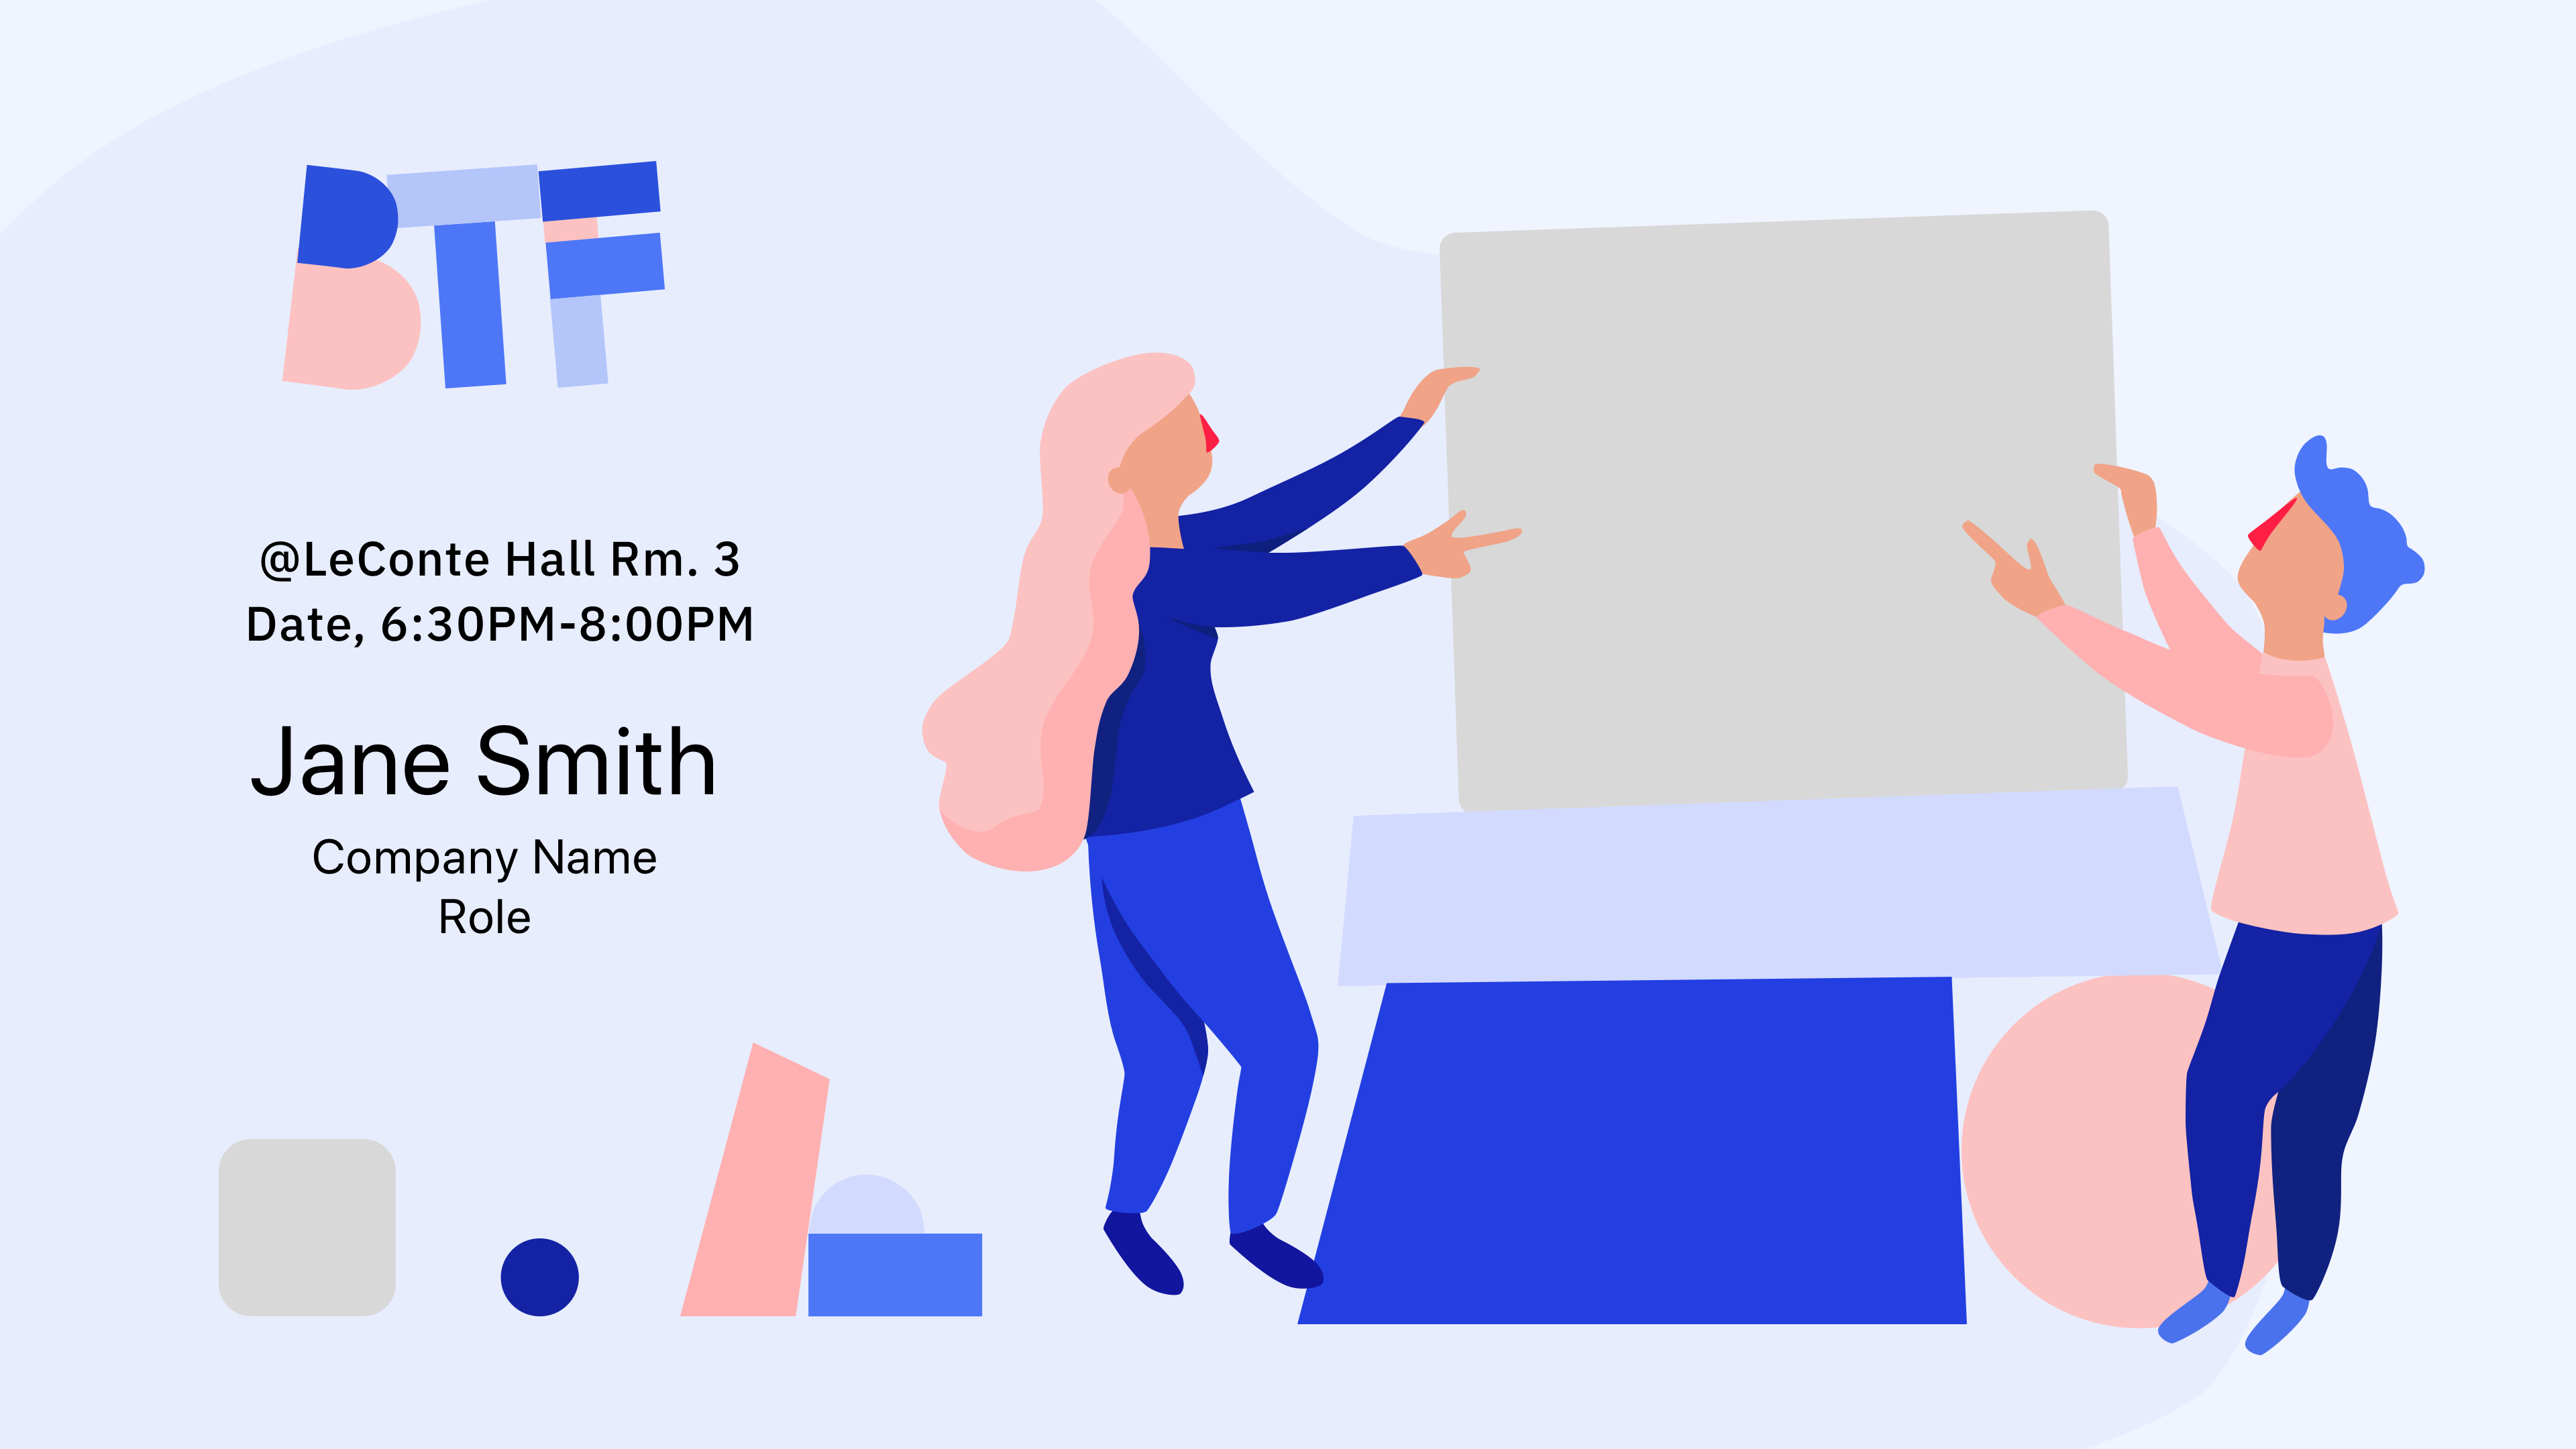 BTF
@LeConte Hall Rm. 3
Date, 6:30PM-8:00PM
Jane Smith
Company Name
Role